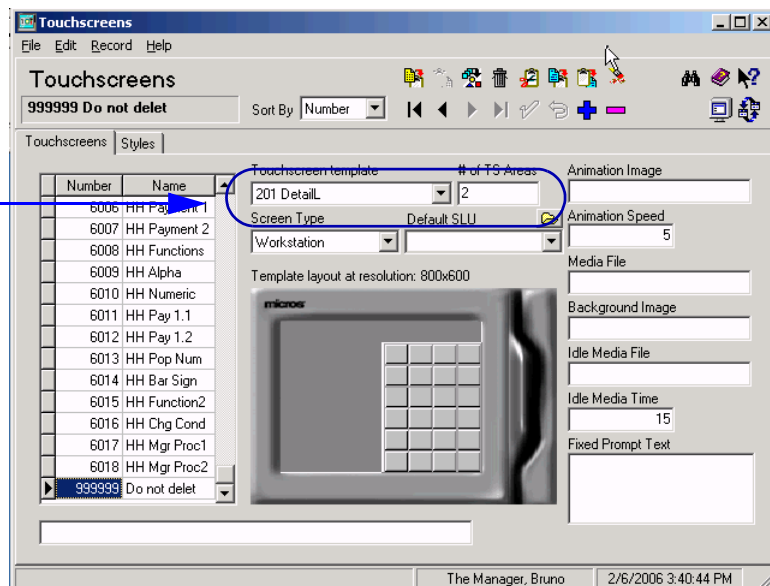 Touchscreens
File Edit Record Help
Touchscreens
999999 Do not delet
Sort By Number
Touchscreens Styles
Number Name
6006 HH Payment 1
6007 HH Payment 2
6008 HH Functions
6009 HH Alpha
6010 HH Numeric
6011 HH Pay 1.1
6012 HH Pay 1.2
6013 HH Pop Num
6014 HH Bar Sign
6015 HH Function2
6016 HH Chg Cond
6017 HH Mgr Proc1
6018 HH Mgr Proc2
999999 Do not delet
Touchscreen template # of TS Areas
201 DetailL 2
Screen Type Default SLU
Workstation
Template layout at resolution: 800x600
micros
Animation Image
Animation Speed
5
Media File
Background Image
Idle Media File
Idle Media Time
15
Fixed Prompt Text
The Manager, Bruno 2/6/2006 3:40:44 PM